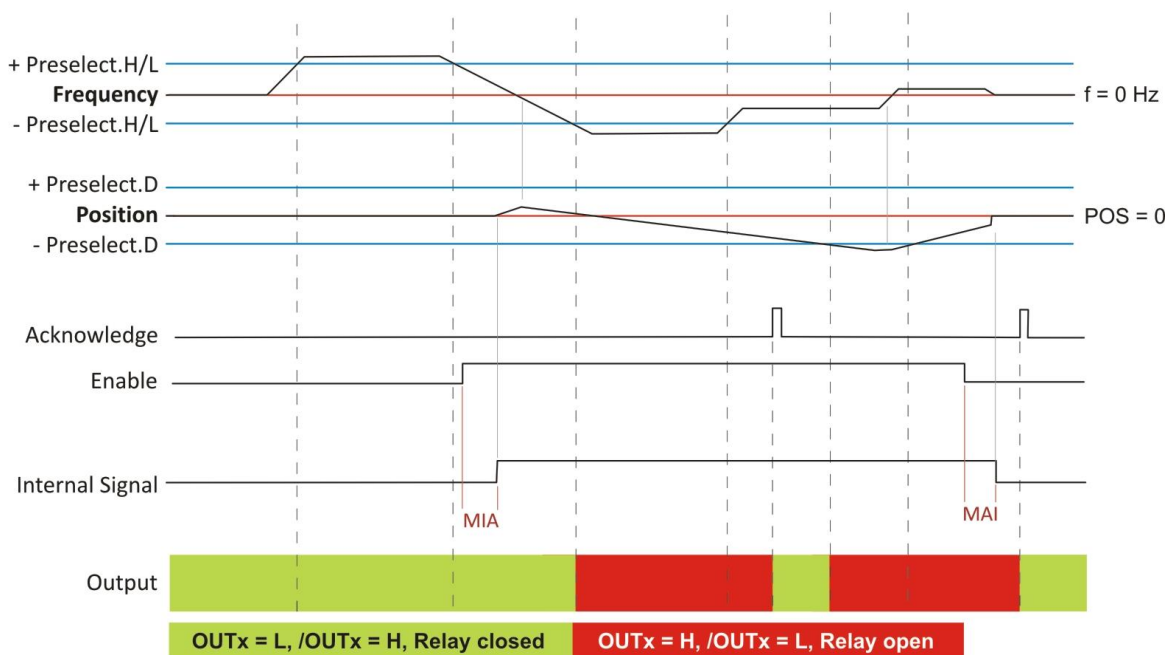 + Preselect.H/L
Frequency
f = 0 Hz
- Preselect.H/L
+ Preselect.D
Position
POS = 0
- Preselect.D
Acknowledge
Enable
Internal Signal
MIA
MAI
Output
OUTx = L, /OUTx = H, Relay closed
OUTx = H, /OUTx = L, Relay open